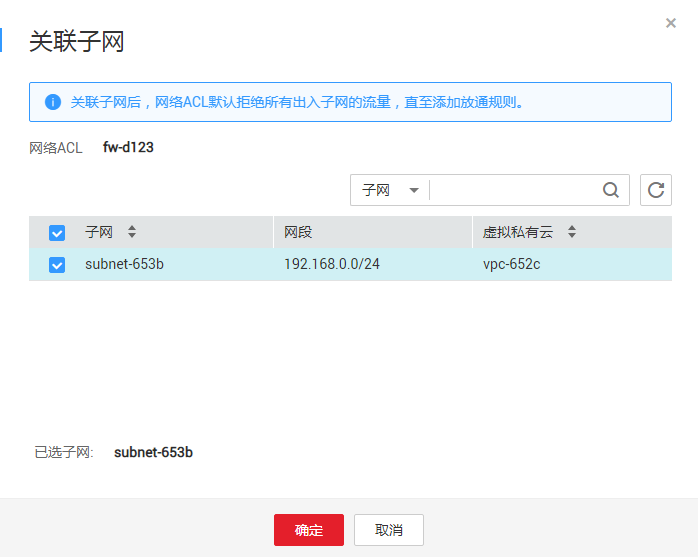 关联子网
关联子网后，网络ACL默认拒绝所有出入子网的流量，直至添加放通规则。
网络ACL fw-d123
子网
子网 网段 虚拟私有云
subnet-653b 192.168.0.0/24 vpc-652c
已选子网: subnet-653b
确定 取消